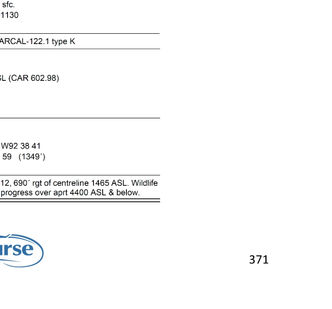 sfc.
1130
ARCAL-122.1 type K
SL (CAR 602.98)
W92 38 41
59 (1349´)
12, 690´ rgt of centreline 1465 ASL. Wildlife
progress over aprt 4400 ASL & below.
urse
371